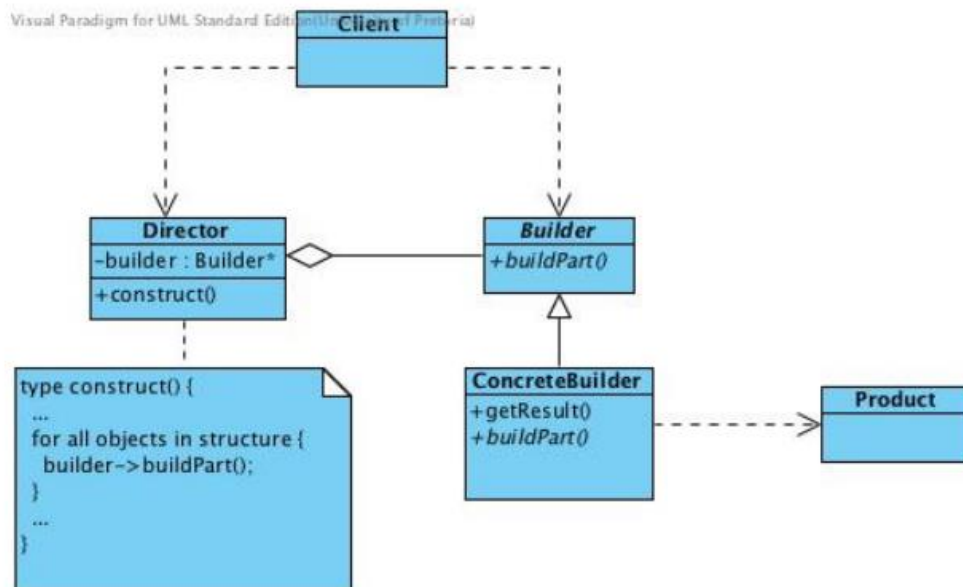 Visual Paradigm for UML Standard Edition(
Client
Director
-builder : Builder*
+construct()
Builder
+buildPart()
type construct() {
...
for all objects in structure {
builder->buildPart();
}
...
}
ConcreteBuilder
+getResult()
+buildPart()
Product